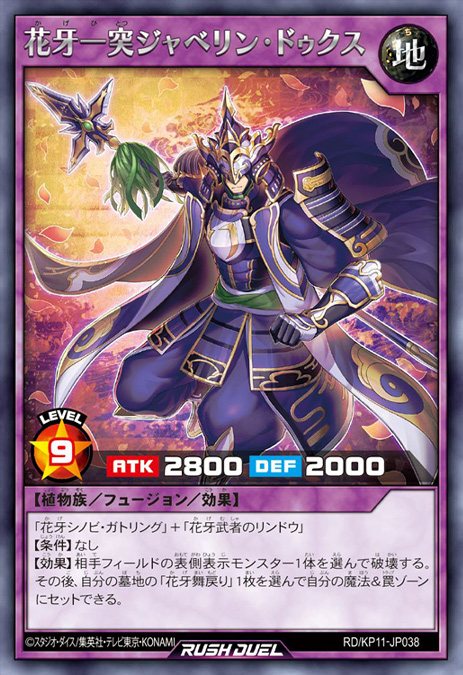 花牙一突ジャベリン・ドゥクス
地
LEVEL
9
ATK 2800 DEF 2000
【植物族／フュージョン／効果】
「花牙シノビ・ガトリング」＋「花牙武者のリンドウ」
【条件】なし
【効果】相手フィールドの表側表示モンスター1体を選んで破壊する。
その後、自分の墓地の「花牙舞戻り」1枚を選んで自分の魔法＆罠ゾーン
にセットできる。
©スタジオ・ダイス/集英社・テレビ東京・KONAMI
RUSH DUEL
RD/KP11-JP038